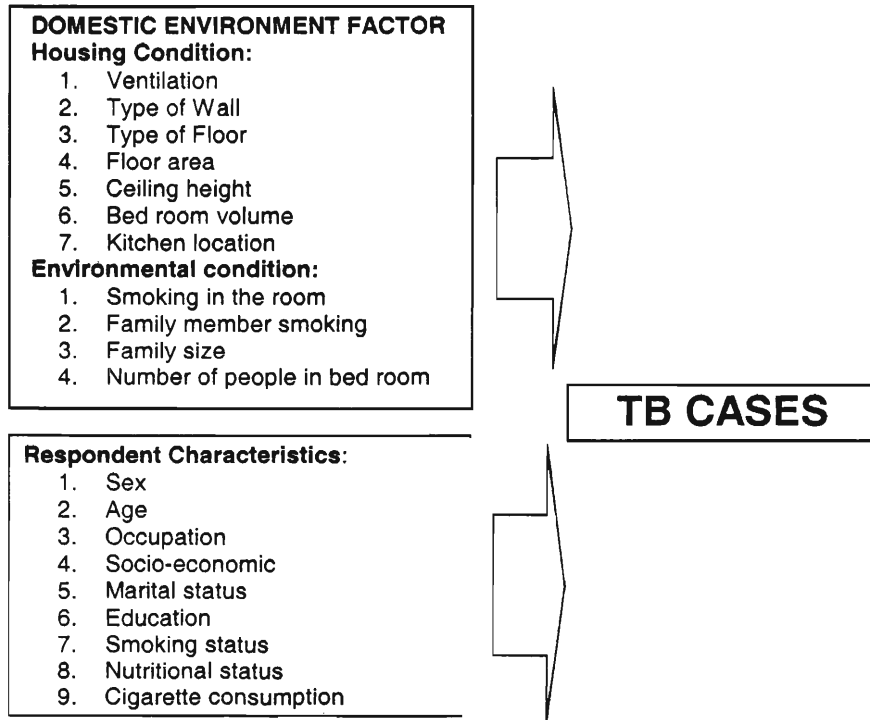 DOMESTIC ENVIRONMENT FACTOR
Housing Condition:
1. Ventilation
2. Type of Wall
3. Type of Floor
4. Floor area
5. Ceiling height
6. Bed room volume
7. Kitchen location
Environmental condition:
1. Smoking in the room
2. Family member smoking
3. Family size
4. Number of people in bed room
TB CASES
Respondent Characteristics:
1. Sex
2. Age
3. Occupation
4. Socio-economic
5. Marital status
6. Education
7. Smoking status
8. Nutritional status
9. Cigarette consumption